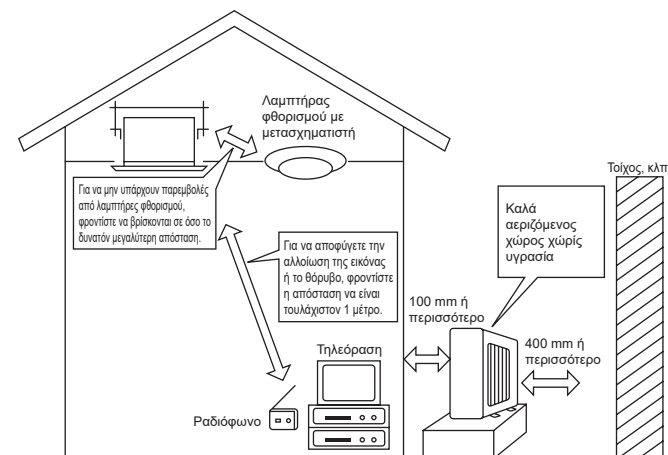 Λαμπτήρας
φθορισμού με
μετασχηματιστή
Για να μην υπάρχουν παρεμβολές
από λαμπτήρες φθορισμού,
φροντίστε να βρίσκονται σε όσο το
δυνατόν μεγαλύτερη απόσταση.
Για να αποφύγετε την
αλλοίωση της εικόνας
ή το θόρυβο, φροντίστε
η απόσταση να είναι
τουλάχιστον 1 μέτρο.
Τηλεόραση
Ραδιόφωνο
Τοίχος, κλπ
Καλά
αεριζόμενος
χώρος χωρίς
υγρασία
100 mm ή
περισσότερο
400 mm ή
περισσότερο